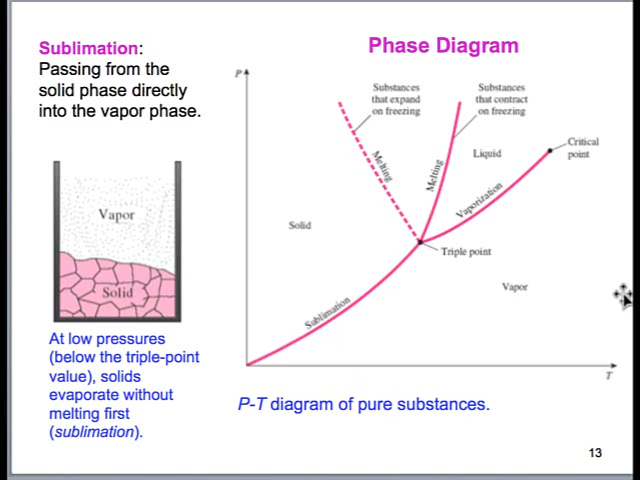 Sublimation:
Passing from the
solid phase directly
into the vapor phase.
Vapor
Solid
At low pressures
(below the triple-point
value), solids
evaporate without
melting first
(sublimation).
Phase Diagram
P
Substances
that expand
on freezing
Substances
that contract
on freezing
Critical
point
Melting
Melting
Liquid
Vaporization
Solid
Triple point
Vapor
Sublimation
T
P-T diagram of pure substances.
13